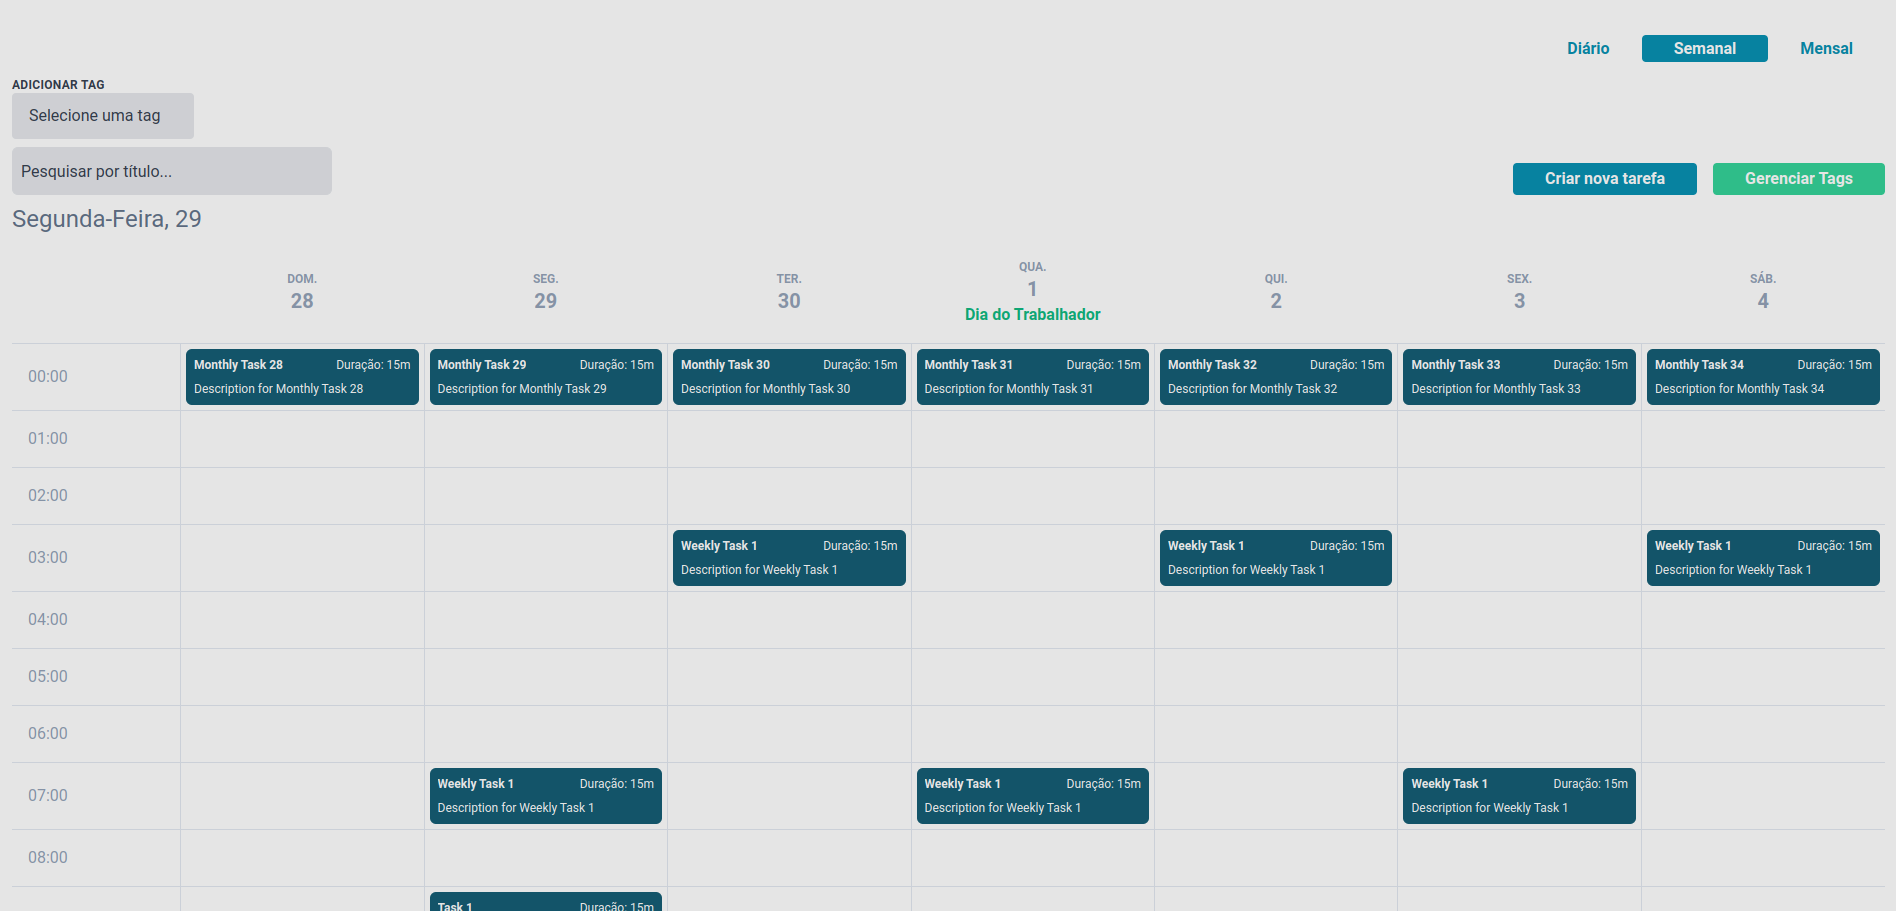 Diário Semanal Mensal
ADICIONAR TAG
Selecione uma tag
Pesquisar por título...
Criar nova tarefa Gerenciar Tags
Segunda-Feira, 29
DOM. SEG. TER. QUA. QUI. SEX. SÁB.
28 29 30 1 2 3 4
Dia do Trabalhador
00:00
Monthly Task 28 Duração: 15m
Description for Monthly Task 28
Monthly Task 29 Duração: 15m
Description for Monthly Task 29
Monthly Task 30 Duração: 15m
Description for Monthly Task 30
Monthly Task 31 Duração: 15m
Description for Monthly Task 31
Monthly Task 32 Duração: 15m
Description for Monthly Task 32
Monthly Task 33 Duração: 15m
Description for Monthly Task 33
Monthly Task 34 Duração: 15m
Description for Monthly Task 34
01:00
02:00
03:00
Weekly Task 1 Duração: 15m
Description for Weekly Task 1
Weekly Task 1 Duração: 15m
Description for Weekly Task 1
Weekly Task 1 Duração: 15m
Description for Weekly Task 1
04:00
05:00
06:00
07:00
Weekly Task 1 Duração: 15m
Description for Weekly Task 1
Weekly Task 1 Duração: 15m
Description for Weekly Task 1
Weekly Task 1 Duração: 15m
Description for Weekly Task 1
08:00
Task 1 Duração: 15m